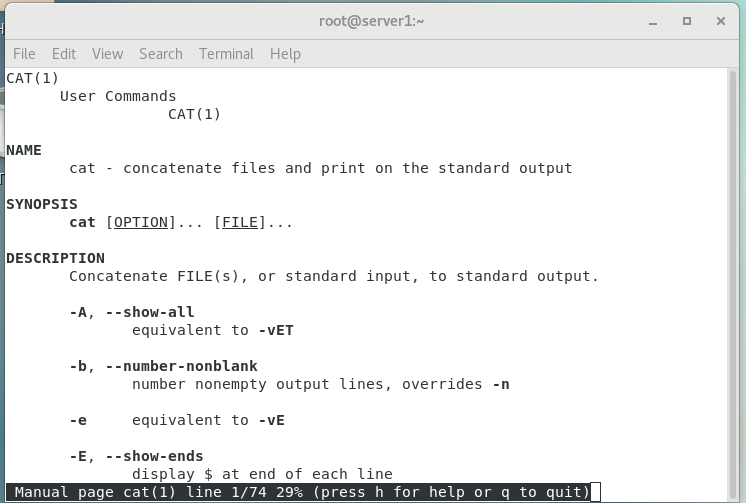 root@server1:~
File Edit View Search Terminal Help
CAT(1)
User Commands
CAT(1)
NAME
cat - concatenate files and print on the standard output
SYNOPSIS
cat [OPTION]... [FILE]...
DESCRIPTION
Concatenate FILE(s), or standard input, to standard output.
-A, --show-all
equivalent to -vET
-b, --number-nonblank
number nonempty output lines, overrides -n
-e equivalent to -vE
-E, --show-ends
display $ at end of each line
Manual page cat(1) line 1/74 29% (press h for help or q to quit)